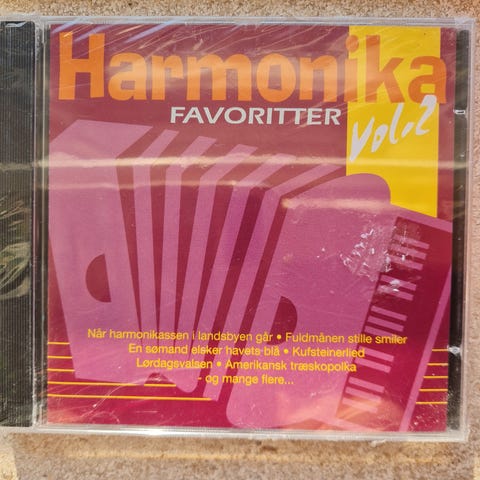 Harmonika
FAVORITTER
Vol.2
Når harmonikassen i landsbyen går • Fuldmånen stille smiler
En sømand elsker havets blå • Kufsteinerlied
Lørdagsvalsen • Amerikansk træskopolka
- og mange flere...